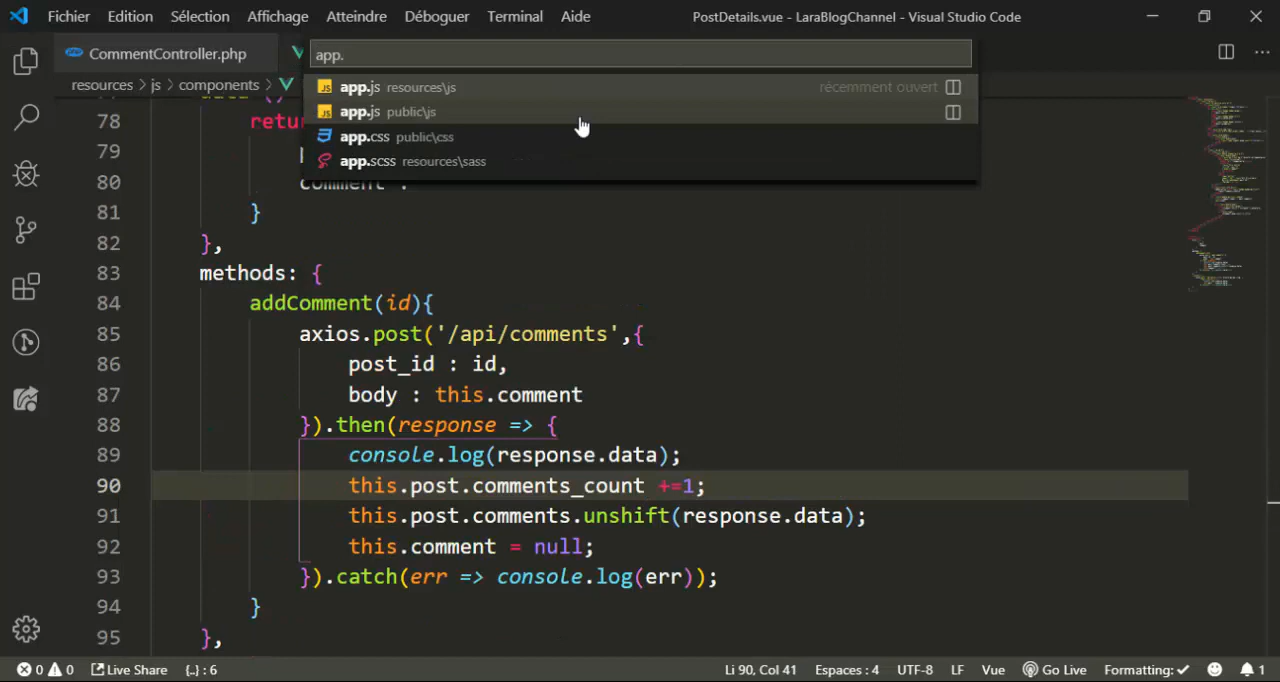 Fichier Edition Sélection Affichage Atteindre Déboguer Terminal Aide PostDetails.vue - LaraBlogChannel - Visual Studio Code
CommentController.php
app.
resources > js > components >
app.js resources\js récemment ouvert
app.js public\js
app.css public\css
app.scss resources\sass
78 retur
79
80 comment :
81 }
82 },
83 methods: {
84 addComment(id){
85 axios.post('/api/comments',{
86 post_id : id,
87 body : this.comment
88 }).then(response => {
89 console.log(response.data);
90 this.post.comments_count +=1;
91 this.post.comments.unshift(response.data);
92 this.comment = null;
93 }).catch(err => console.log(err));
94 }
95 },
0 0 Live Share {..} : 6 Li 90, Col 41 Espaces : 4 UTF-8 LF Vue Go Live Formatting: 1